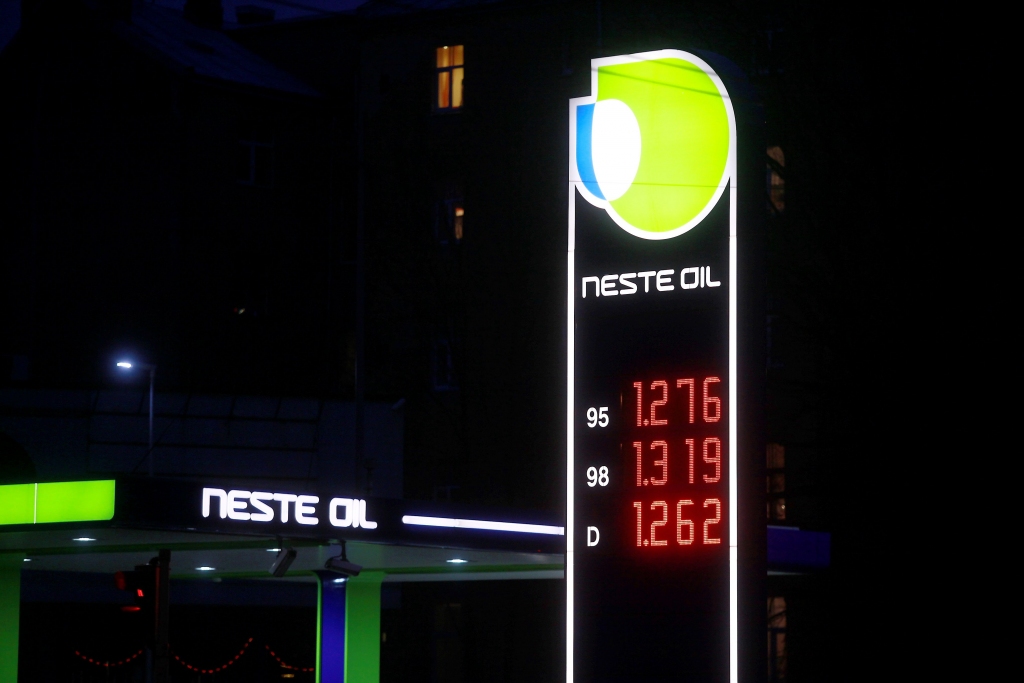 NESTE OIL
95 1.276
98 1.319
D 1.262
NESTE OIL